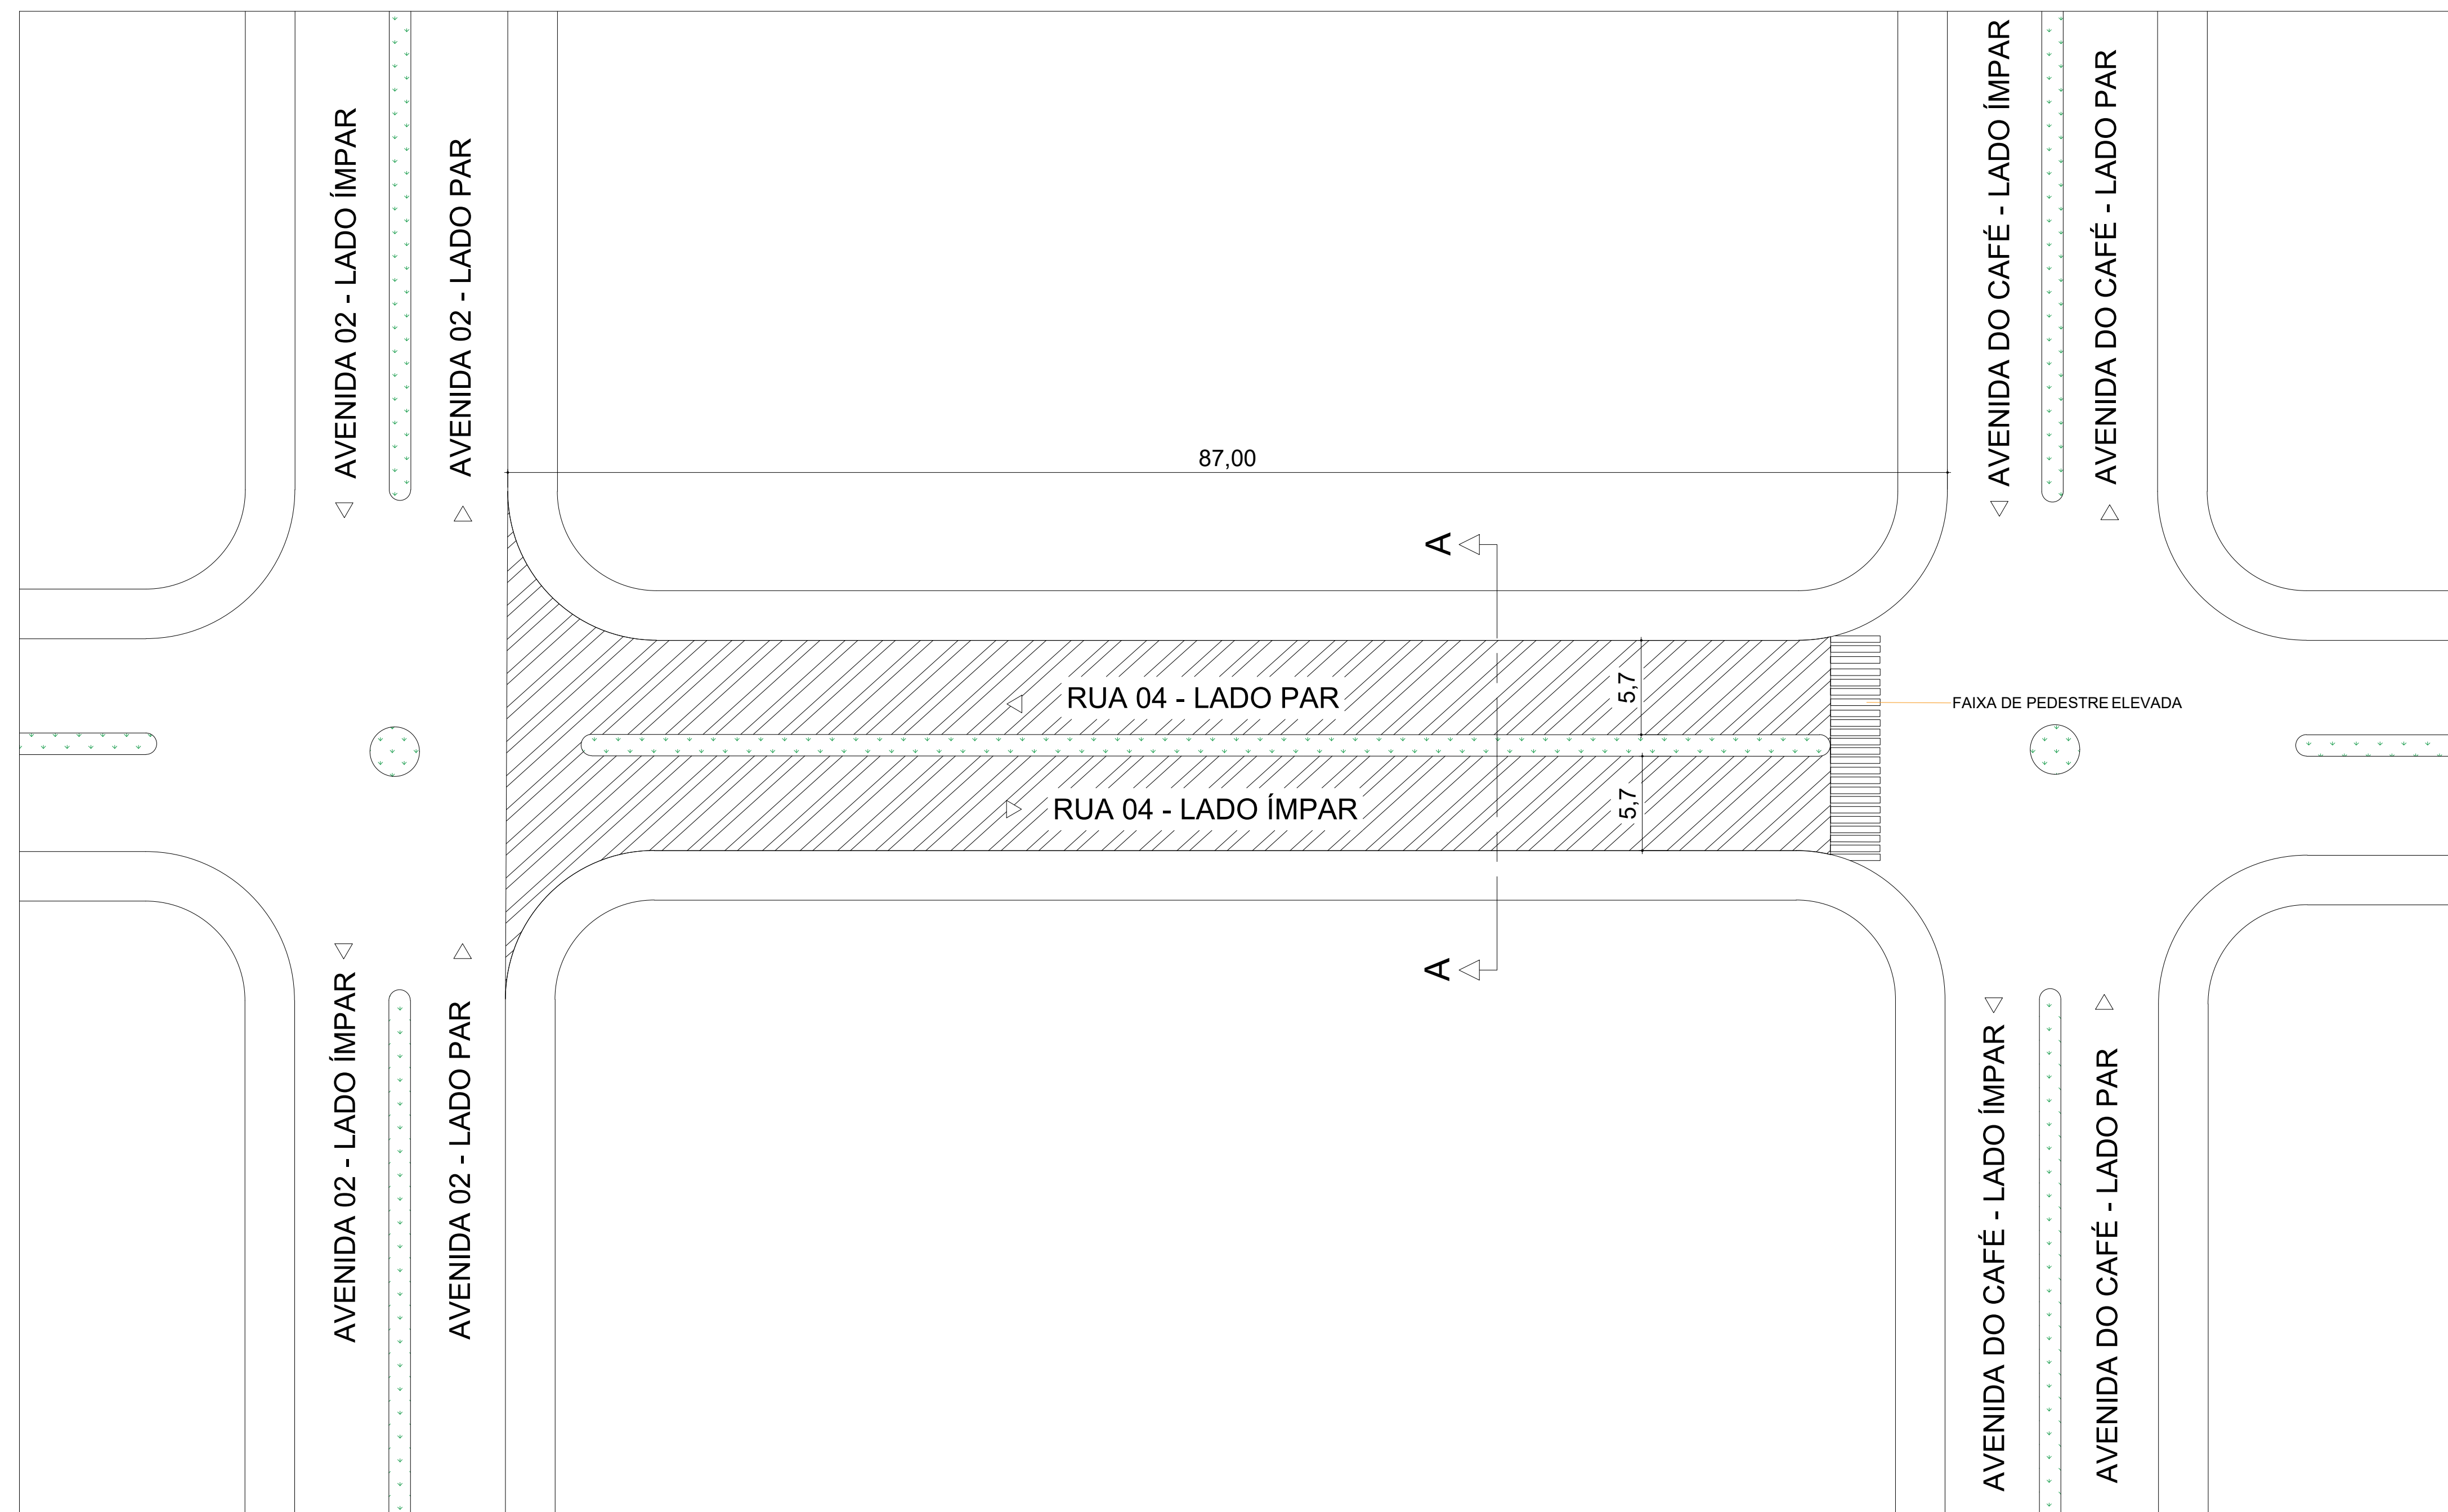 AVENIDA 02 - LADO ÍMPAR
AVENIDA 02 - LADO PAR
AVENIDA DO CAFÉ - LADO ÍMPAR
AVENIDA DO CAFÉ - LADO PAR
87,00
A
RUA 04 - LADO PAR
5,7
FAIXA DE PEDESTRE ELEVADA
RUA 04 - LADO ÍMPAR
5,7
A
AVENIDA 02 - LADO ÍMPAR
AVENIDA 02 - LADO PAR
AVENIDA DO CAFÉ - LADO ÍMPAR
AVENIDA DO CAFÉ - LADO PAR